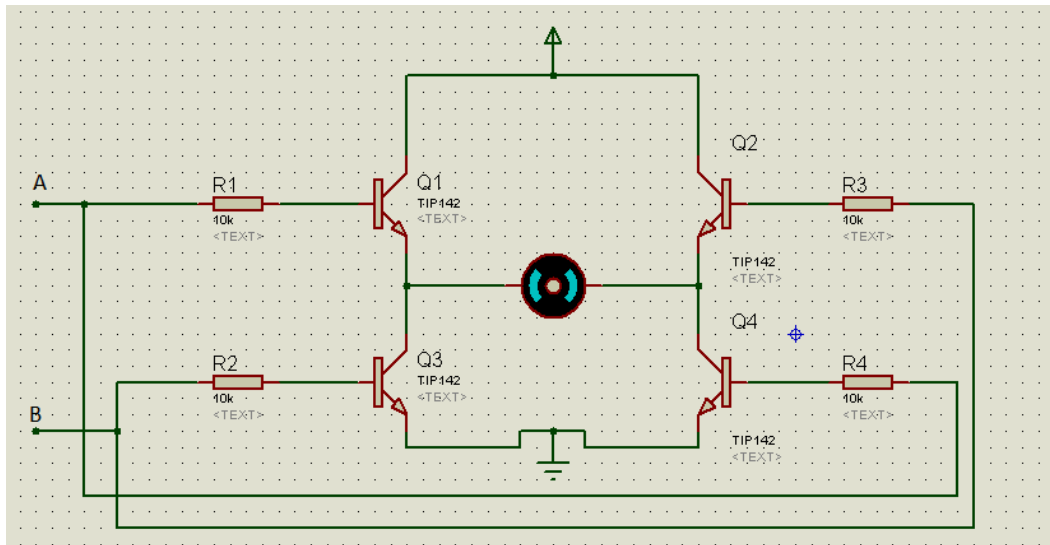 Q2
A
R1
Q1
R3
TIP142
10k
<TEXT>
<TEXT>
10k
<TEXT>
TIP142
<TEXT>
Q4
R2
Q3
R4
TIP142
10k
<TEXT>
<TEXT>
10k
<TEXT>
B
TIP142
<TEXT>